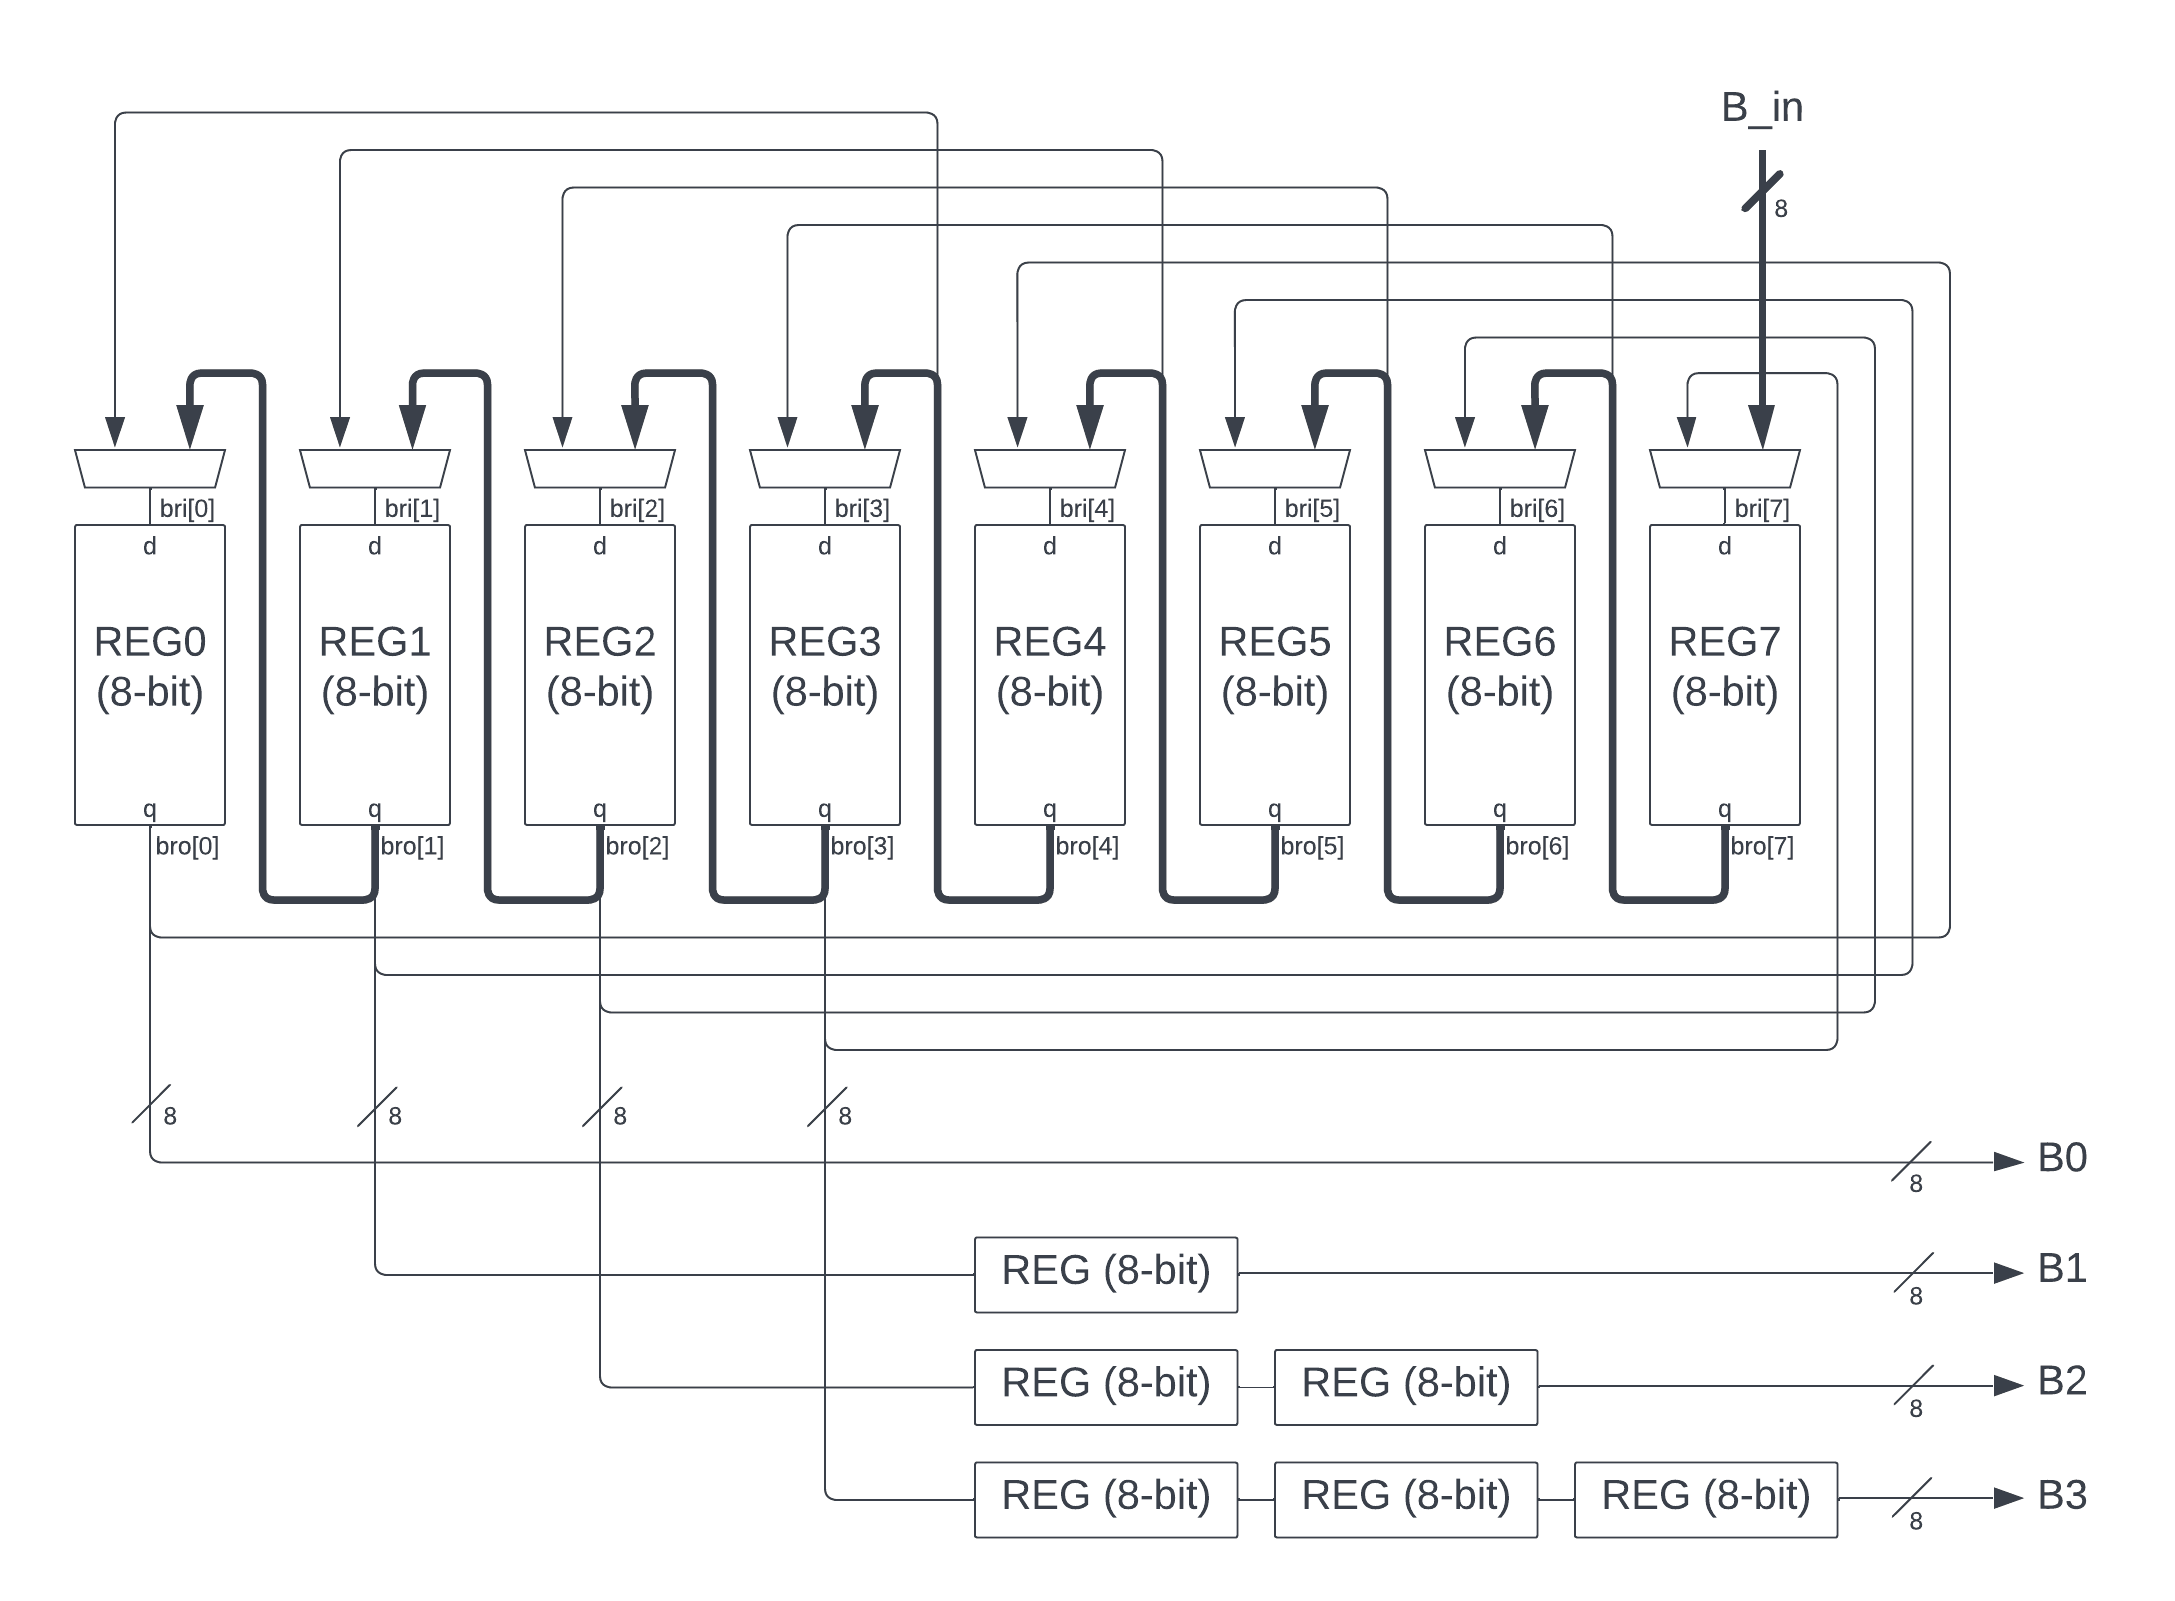 B_in
8
bri[0]
bri[1]
bri[2]
bri[3]
bri[4]
bri[5]
bri[6]
bri[7]
d
d
d
d
d
d
d
d
REG0
(8-bit)
REG1
(8-bit)
REG2
(8-bit)
REG3
(8-bit)
REG4
(8-bit)
REG5
(8-bit)
REG6
(8-bit)
REG7
(8-bit)
q
q
q
q
q
q
q
q
bro[0]
bro[1]
bro[2]
bro[3]
bro[4]
bro[5]
bro[6]
bro[7]
8
8
8
8
B0
8
REG (8-bit)
B1
8
REG (8-bit)
REG (8-bit)
B2
8
REG (8-bit)
REG (8-bit)
REG (8-bit)
B3
8